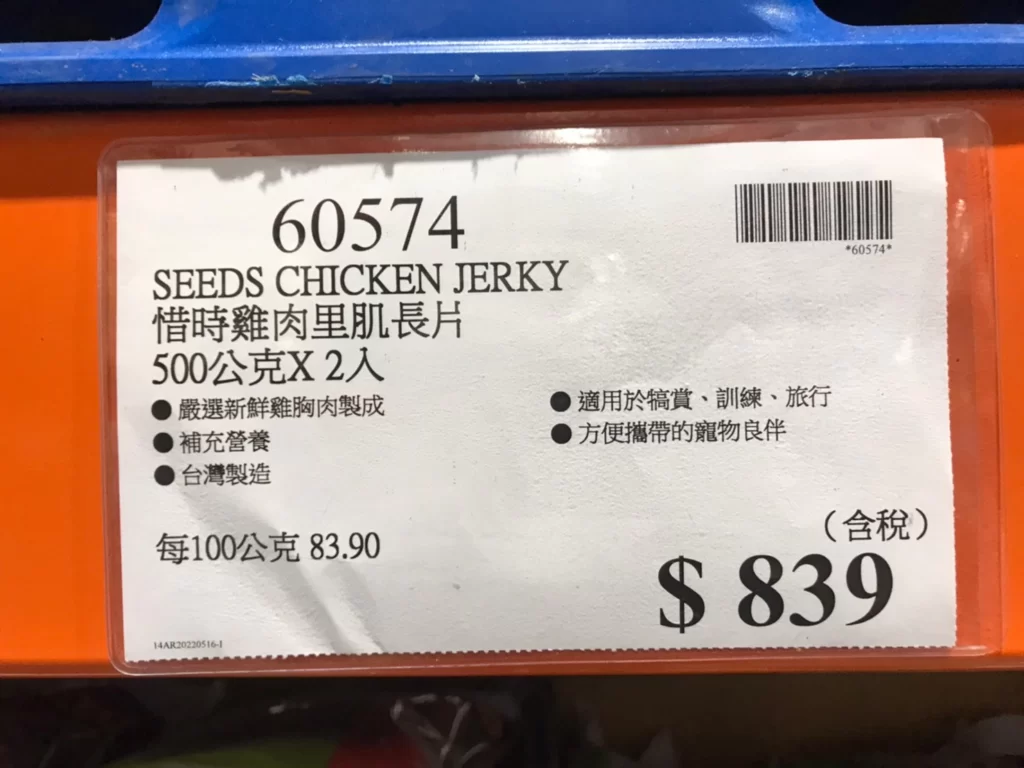 60574
*60574*
SEEDS CHICKEN JERKY
惜時雞肉里肌長片
500公克X 2入
●嚴選新鮮雞胸肉製成
●補充營養
●台灣製造
●適用於犒賞、訓練、旅行
●方便攜帶的寵物良伴
每100公克 83.90
（含稅）
$ 839
14AR20220516-1